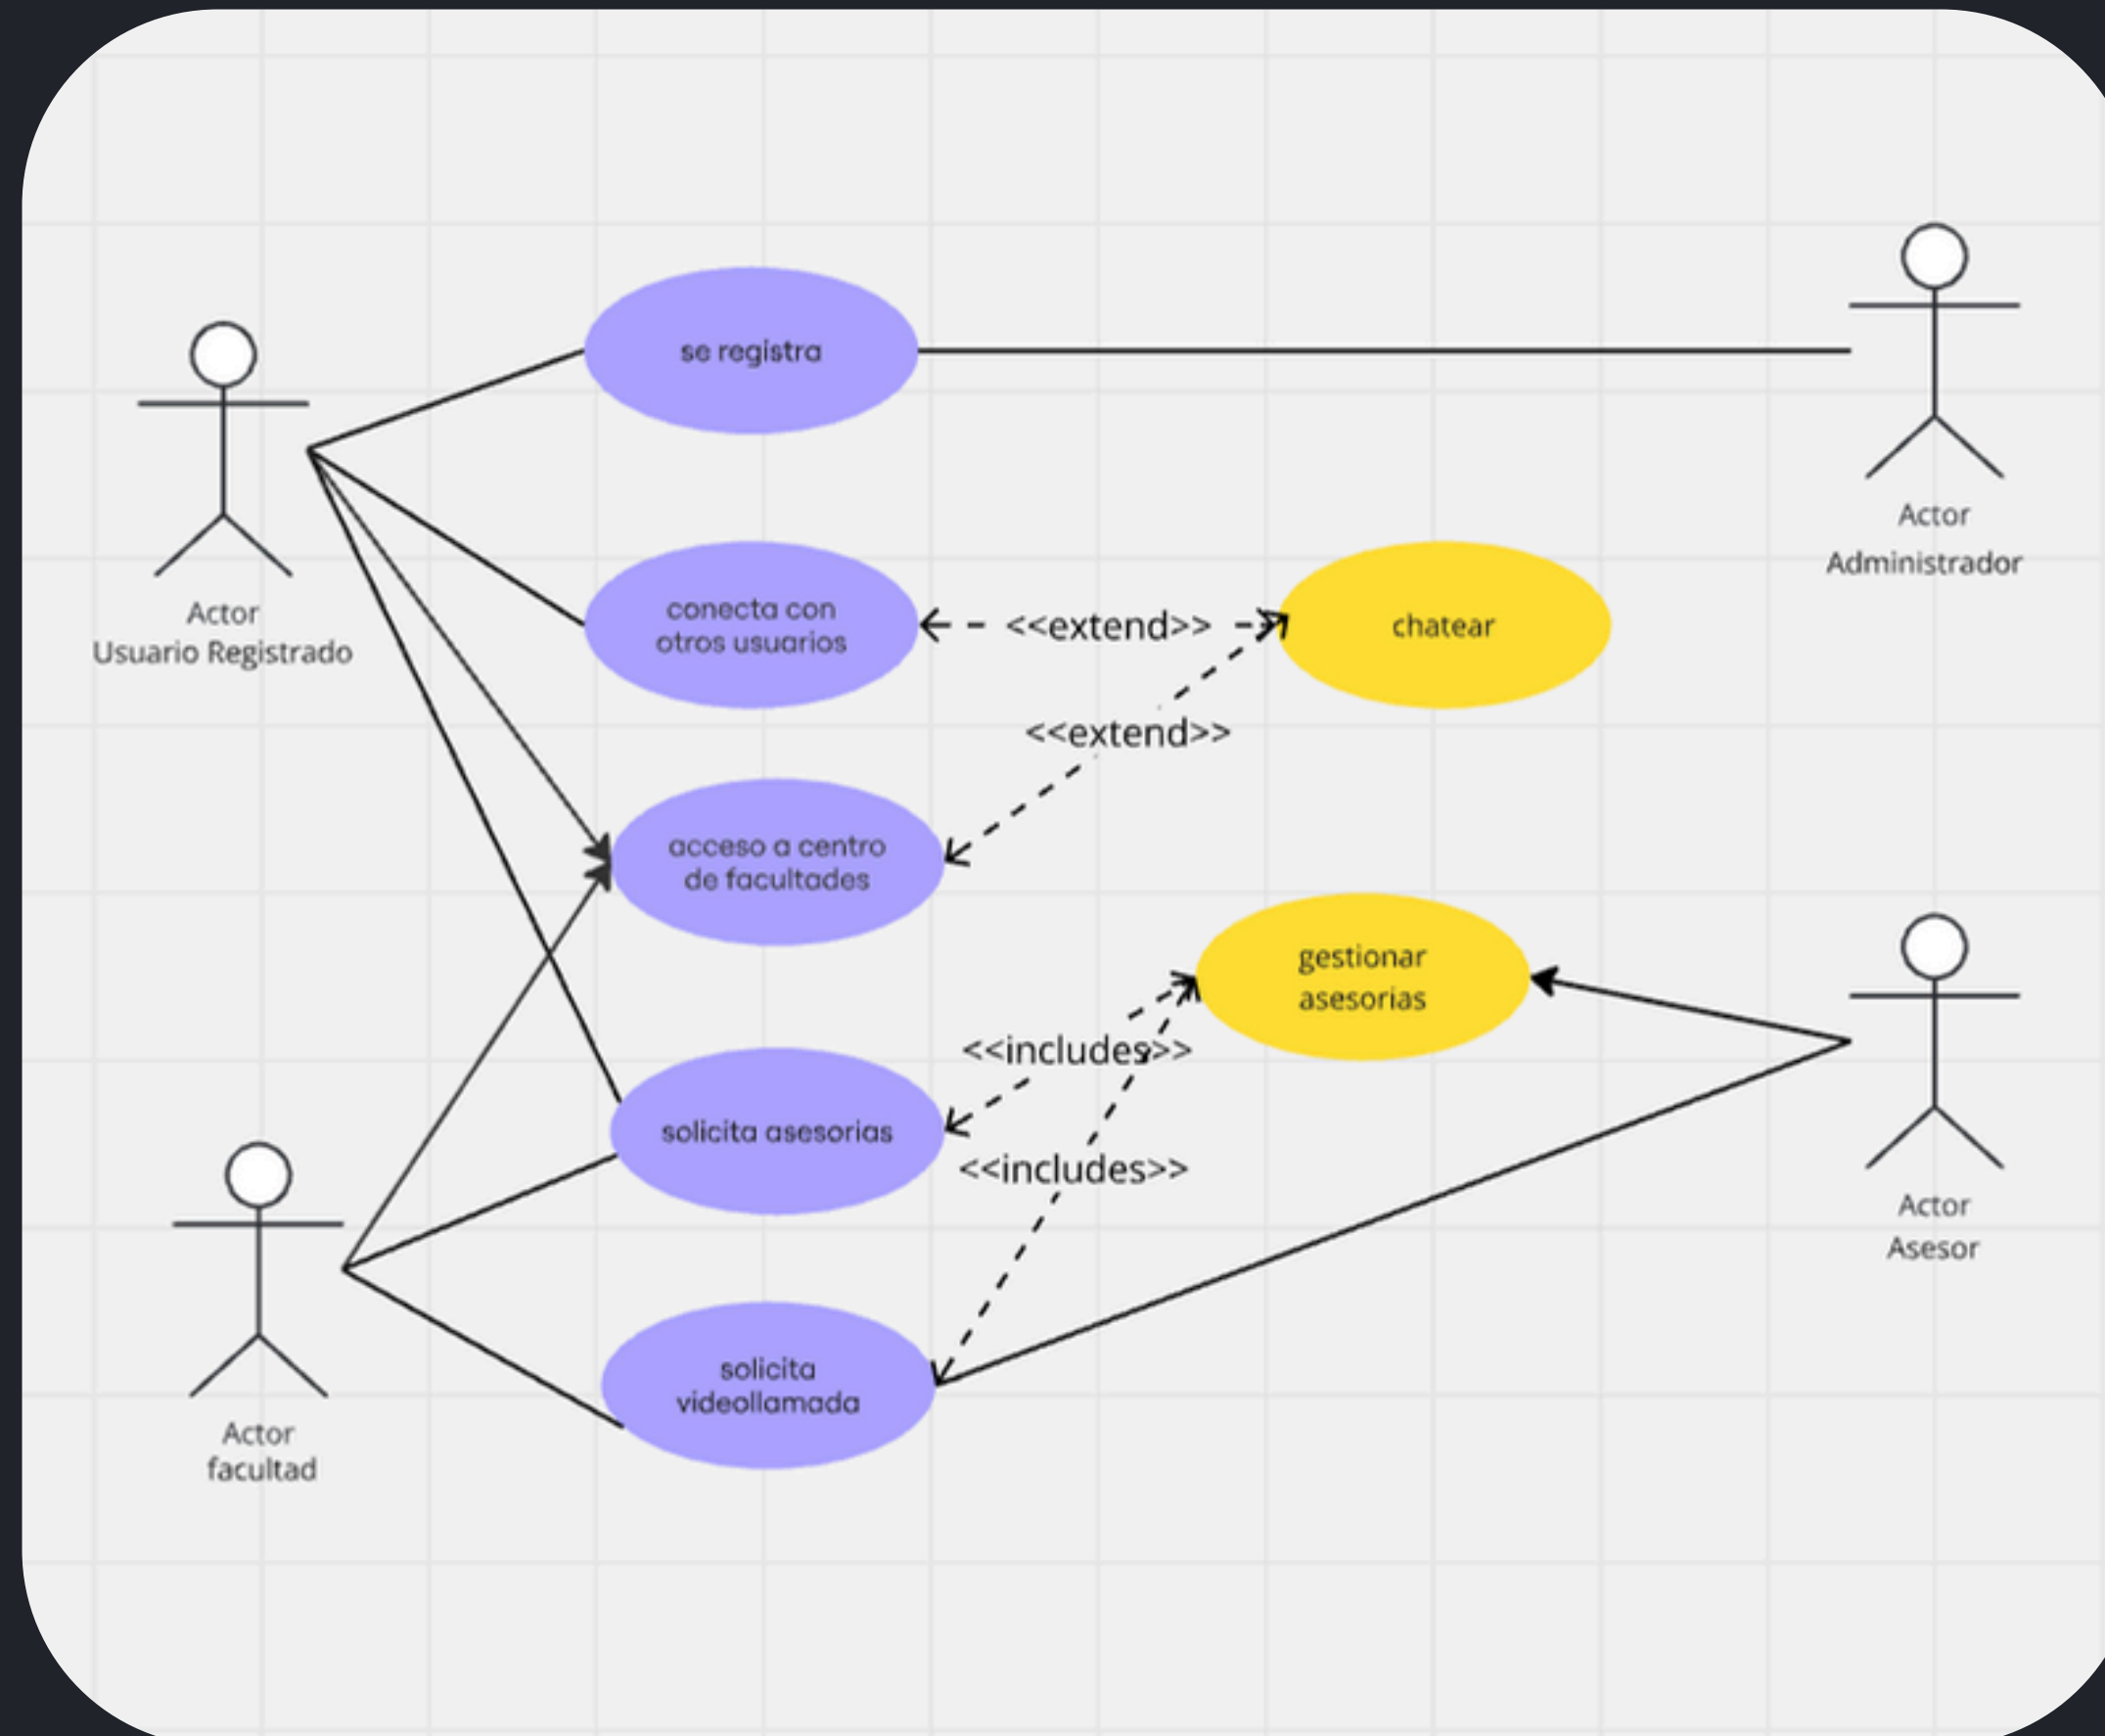 se registra
Actor
Administrador
Actor
Usuario Registrado
conecta con
otros usuarios
<<extend>>
chatear
<<extend>>
acceso a centro
de facultades
gestionar
asesorias
<<includes>>
solicita asesorias
<<includes>>
Actor
Asesor
solicita
videollamada
Actor
facultad